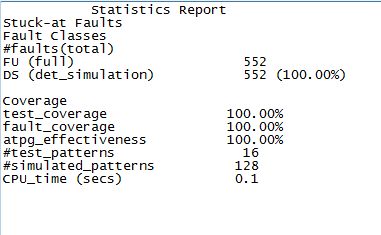 Statistics Report
Stuck-at Faults
Fault Classes
#faults(total)
FU (full) 552
DS (det_simulation) 552 (100.00%)
Coverage
test_coverage 100.00%
fault_coverage 100.00%
atpg_effectiveness 100.00%
#test_patterns 16
#simulated_patterns 128
CPU_time (secs) 0.1